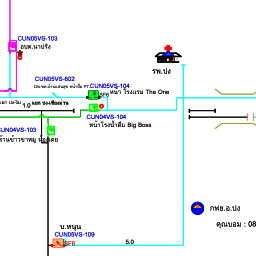 CUN05VS-103
อบต.นาปรัง
รพ.ปง
CUN05VS-602
CUN05VS-104
หน้า โรงแรม The One
1.0
CUN04VS-104
หน้าโรงน้ำดื่ม Big Boss
CUN04VS-103
กฟย.อ.ปง
คุณบอม : 08
บ.หนุน
CUN05VS-109
SF6
5.0